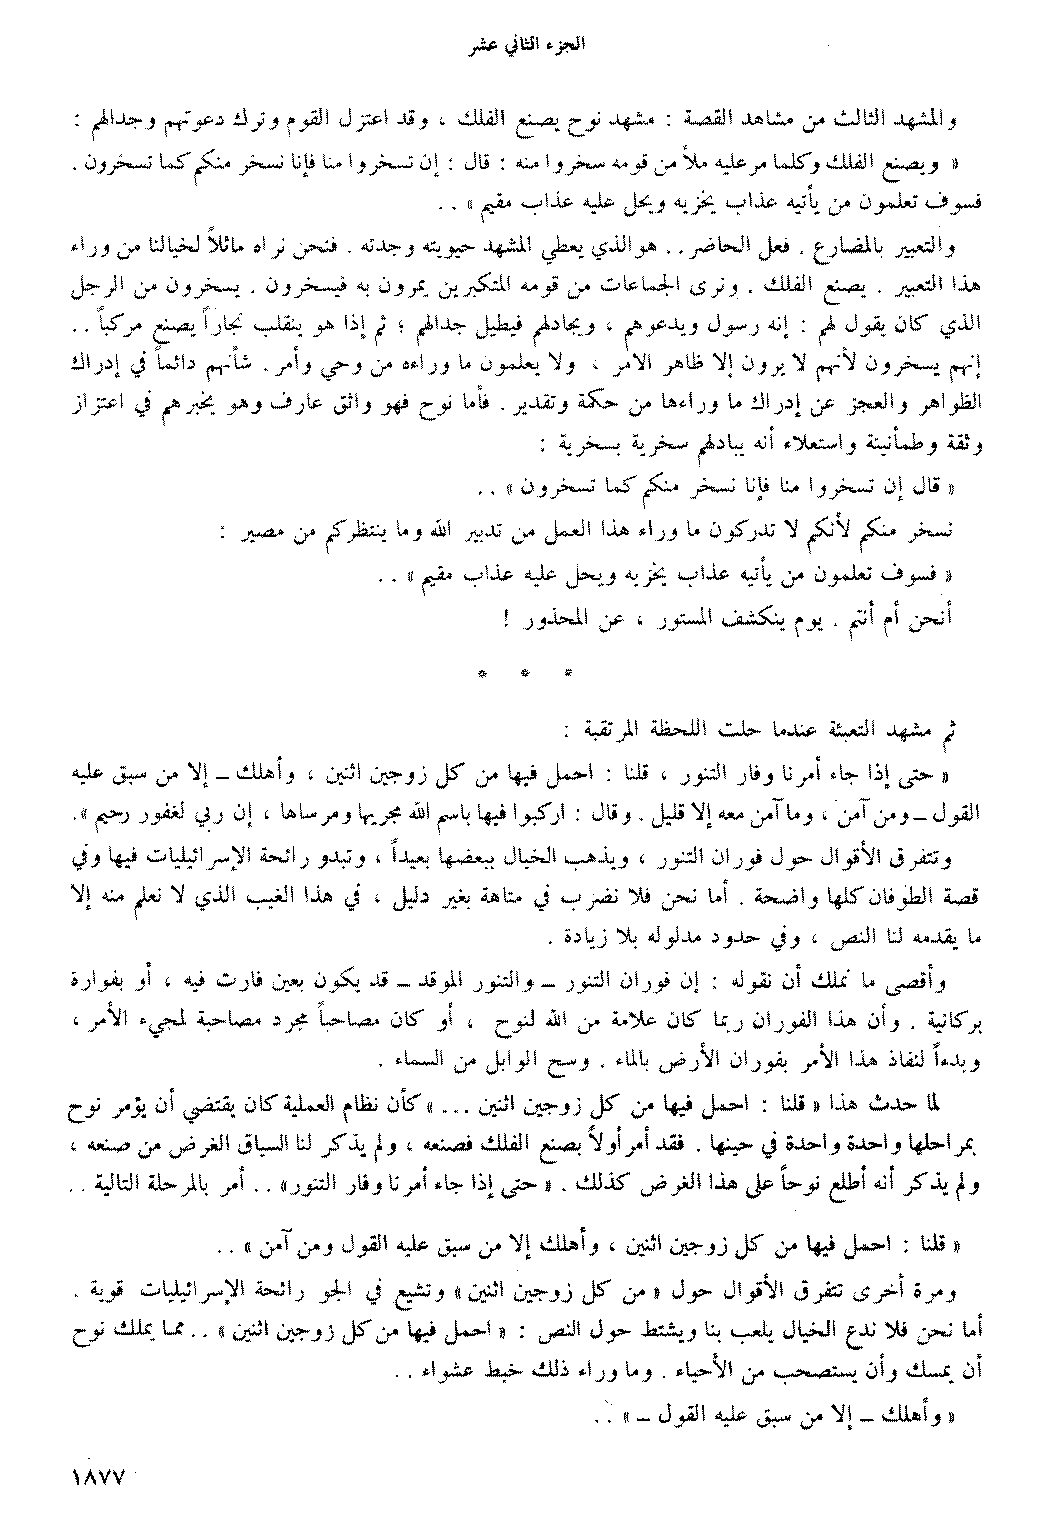 الجزء الثاني عشر
والمشهد الثالث من مشاهد القصة : مشهد نوح يصنع الفلك ، وقد اعتزل القوم وترك دعوتهم وجدالهم :
« ويصنع الفلك وكلما مر عليه ملأ من قومه سخروا منه : قال : إن تسخروا منا فإنا نسخر منكم كما تسخرون .
فسوف تعلمون من يأتيه عذاب يخزيه ويحل عليه عذاب مقيم » . .
والتعبير بالمضارع . فعل الحاضر . . هو الذي يعطي المشهد حيويته وجدته . فنحن نراه ماثلاً لخيالنا من وراء
هذا التعبير . يصنع الفلك . ونرى الجماعات من قومه المتكبرين يمرون به فيسخرون . يسخرون من الرجل
الذي كان يقول لهم : إنه رسول ويدعوهم ، ويجادلهم فيطيل جدالهم ؛ ثم إذا هو ينقلب نجاراً يصنع مركباً . .
إنهم يسخرون لأنهم لا يرون إلا ظاهر الأمر ، ولا يعلمون ما وراءه من وحي وأمر . شأنهم دائماً في إدراك
الظواهر والعجز عن إدراك ما وراءها من حكمة وتقدير . فأما نوح فهو واثق عارف وهو يخبرهم في اعتزاز
وثقة وطمأنينة واستعلاء أنه يبادلهم سخرية بسخرية :
« قال إن تسخروا منا فإنا نسخر منكم كما تسخرون » . .
نسخر منكم لأنكم لا تدركون ما وراء هذا العمل من تدبير الله وما ينتظركم من مصير :
« فسوف تعلمون من يأتيه عذاب يخزيه ويحل عليه عذاب مقيم » . .
أنحن أم أنتم . يوم ينكشف المستور ، عن المحذور !
* * *
ثم مشهد التعبئة عندما حلت اللحظة المرتقبة :
« حتى إذا جاء أمرنا وفار التنور ، قلنا : احمل فيها من كل زوجين اثنين ، وأهلك – إلا من سبق عليه
القول – ومن آمن ، وما آمن معه إلا قليل . وقال : اركبوا فيها باسم الله مجريها ومرساها ، إن ربي لغفور رحيم ».
وتتفرق الأقوال حول فوران التنور ، ويذهب الخيال ببعضها بعيداً ، وتبدو رائحة الإسرائيليات فيها وفي
قصة الطوفان كلها واضحة . أما نحن فلا نضرب في متاهة بغير دليل ، في هذا الغيب الذي لا نعلم منه إلا
ما يقدمه لنا النص ، وفي حدود مدلوله بلا زيادة .
وأقصى ما نملك أن نقوله : إن فوران التنور – والتنور الموقد – قد يكون بعين فارت فيه ، أو بفوارة
بركانية . وأن هذا الفوران ربما كان علامة من الله لنوح ، أو كان مصاحباً مجرد مصاحبة لمجيء الأمر ،
وبدءاً لنفاذ هذا الأمر بفوران الأرض بالماء . وسح الوابل من السماء .
لما حدث هذا « قلنا : احمل فيها من كل زوجين اثنين ... » كأن نظام العملية كان يقتضي أن يؤمر نوح
بمراحلها واحدة واحدة في حينها . فقد أمر أولاً بصنع الفلك فصنعه ، ولم يذكر لنا السياق الغرض من صنعه ،
ولم يذكر أنه أطلع نوحاً على هذا الغرض كذلك . « حتى إذا جاء أمرنا وفار التنور» . . أمر بالمرحلة التالية . .
« قلنا : احمل فيها من كل زوجين اثنين ، وأهلك إلا من سبق عليه القول ومن آمن » . .
ومرة أخرى تتفرق الأقوال حول « من كل زوجين اثنين » وتشيع في الجو رائحة الإسرائيليات قوية .
أما نحن فلا ندع الخيال يلعب بنا ويشتط حول النص : « احمل فيها من كل زوجين اثنين » . . مما يملك نوح
أن يمسك وأن يستصحب من الأحياء . وما وراء ذلك خبط عشواء . .
« وأهلك – إلا من سبق عليه القول – » . .
١٨٧٧